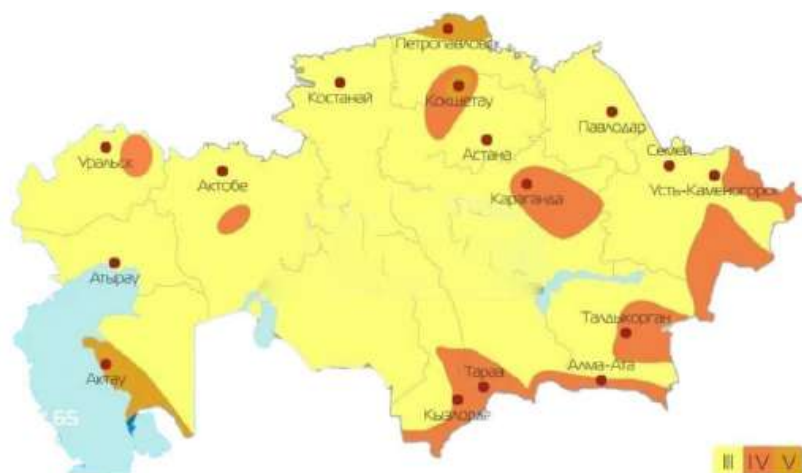 Петропавловск
Костанай
Кокшетау
Павлодар
Астана
Семей
Уральск
Актобе
Караганда
Усть-Каменогорск
Атырау
Талдыкорган
Актау
Тараз
Алма-Ата
65
III IV V